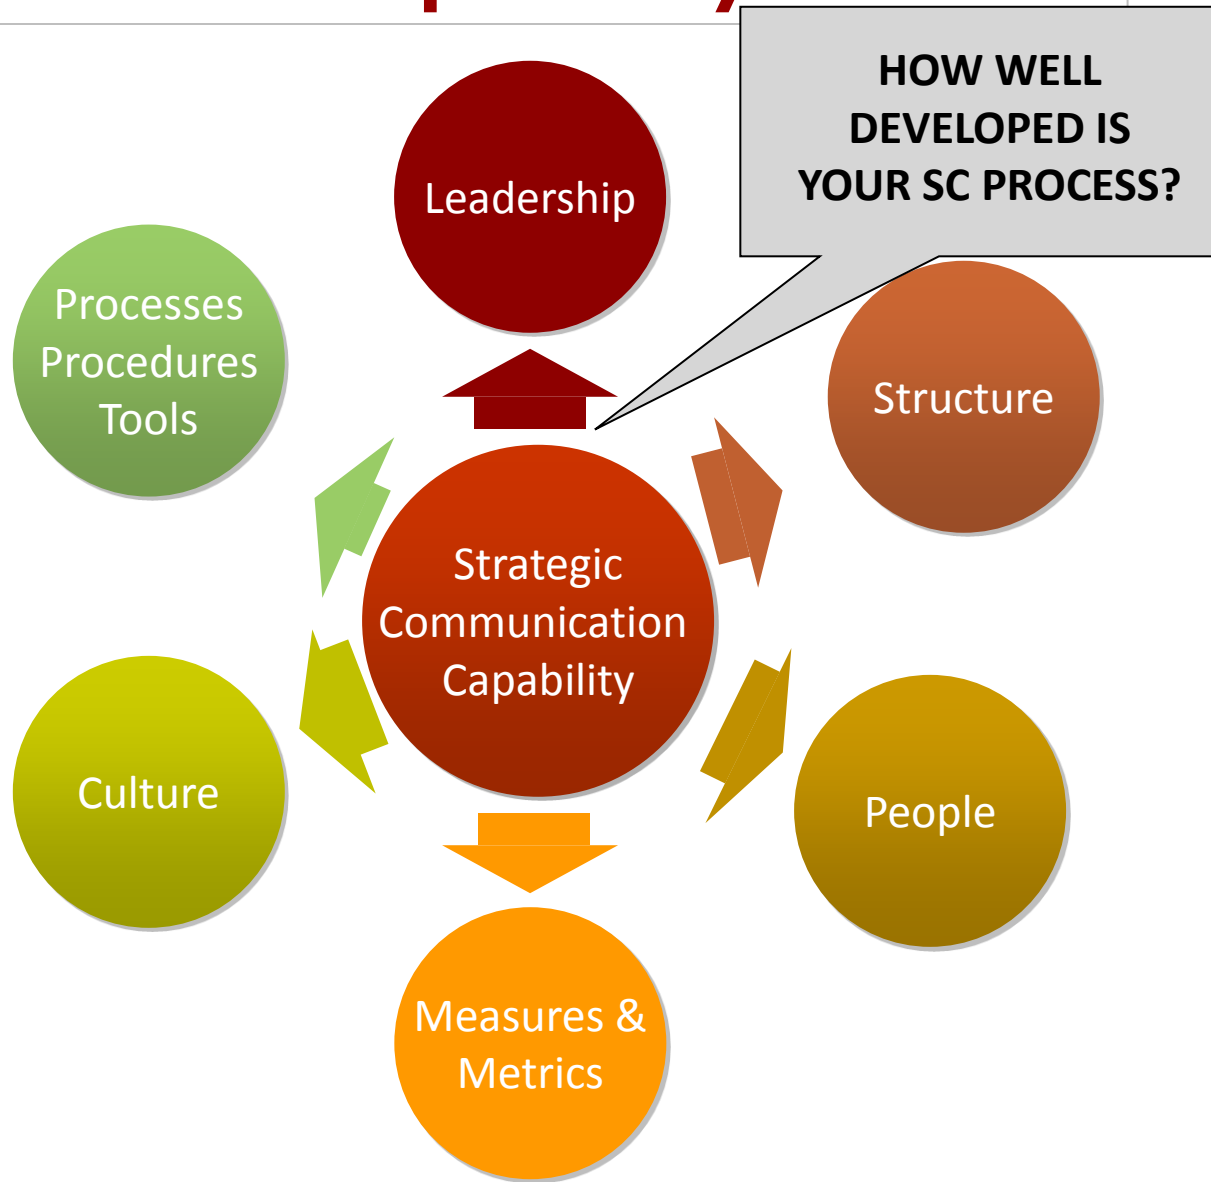 HOW WELL
DEVELOPED IS
YOUR SC PROCESS?
Leadership
Processes
Procedures
Tools
Structure
Strategic
Communication
Capability
Culture
People
Measures &
Metrics